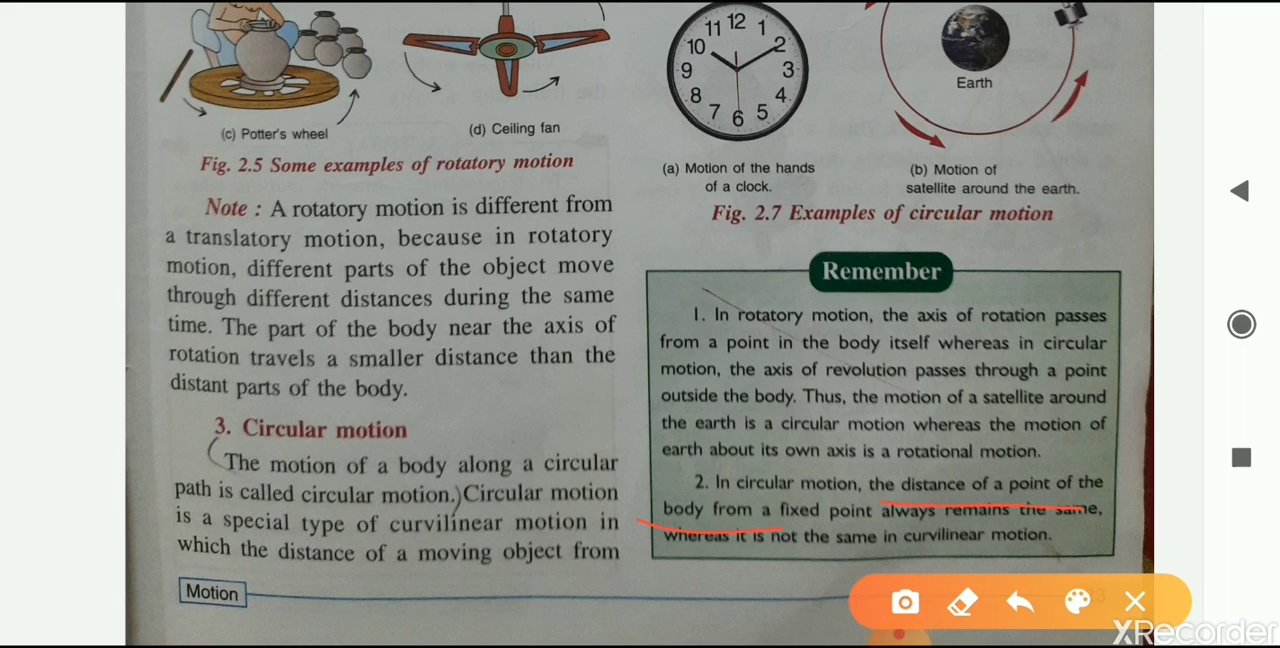 (c) Potter's wheel
(d) Ceiling fan
Fig. 2.5 Some examples of rotatory motion
Note : A rotatory motion is different from
a translatory motion, because in rotatory
motion, different parts of the object move
through different distances during the same
time. The part of the body near the axis of
rotation travels a smaller distance than the
distant parts of the body.
3. Circular motion
(The motion of a body along a circular
path is called circular motion.) Circular motion
is a special type of curvilinear motion in
which the distance of a moving object from
Motion
11 12 1
10 2
9 3
8 4
7 6 5
Earth
(a) Motion of the hands
of a clock.
(b) Motion of
satellite around the earth.
Fig. 2.7 Examples of circular motion
Remember
1. In rotatory motion, the axis of rotation passes
from a point in the body itself whereas in circular
motion, the axis of revolution passes through a point
outside the body. Thus, the motion of a satellite around
the earth is a circular motion whereas the motion of
earth about its own axis is a rotational motion.
2. In circular motion, the distance of a point of the
body from a fixed point always remains the same,
whereas it is not the same in curvilinear motion.
XRecorder